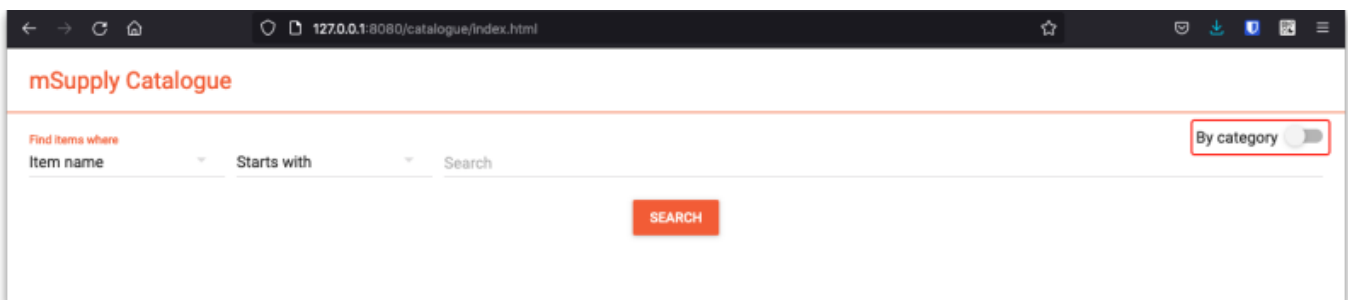 127.0.0.1:8080/catalogue/index.html
mSupply Catalogue
Find items where
By category
Item name
Starts with
Search
SEARCH